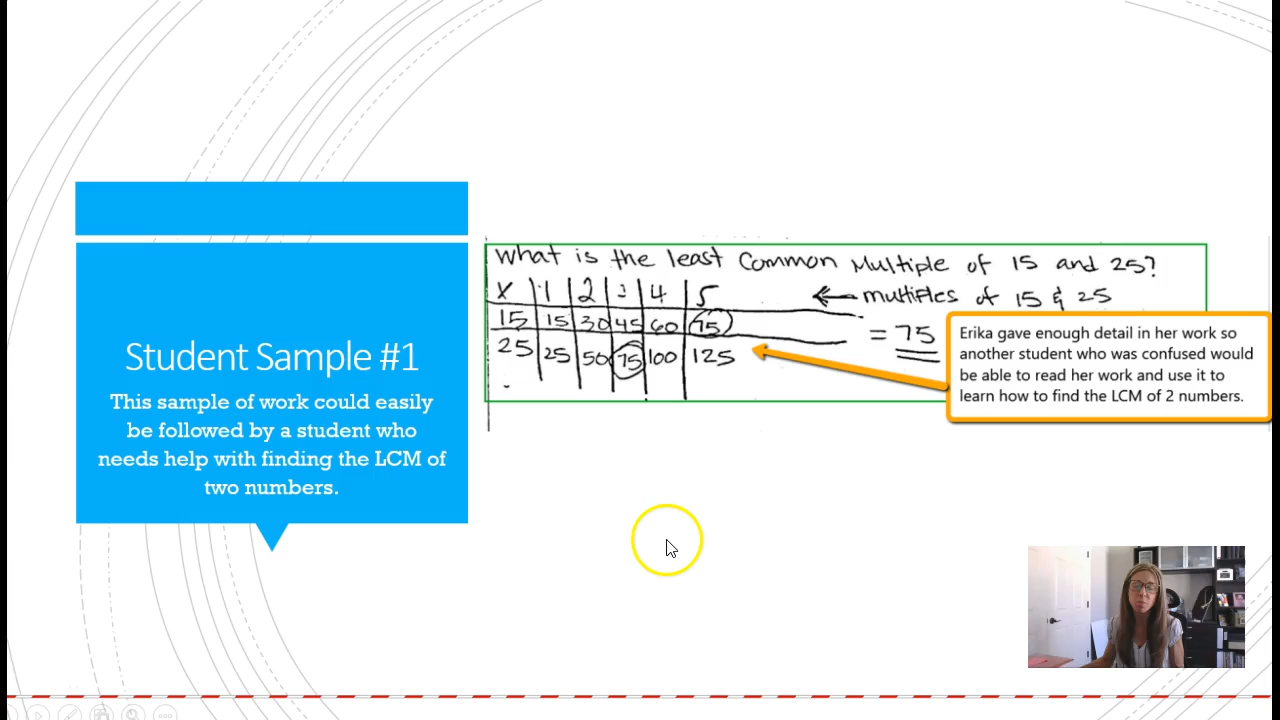 Student Sample #1
This sample of work could easily
be followed by a student who
needs help with finding the LCM of
two numbers.
What is the least Common Multiple of 15 and 25?
X 1 2 3 4 5
← multiples of 15 & 25
15 15 30 45 60 75
= 75
25 25 50 75 100 125
Erika gave enough detail in her work so
another student who was confused would
be able to read her work and use it to
learn how to find the LCM of 2 numbers.